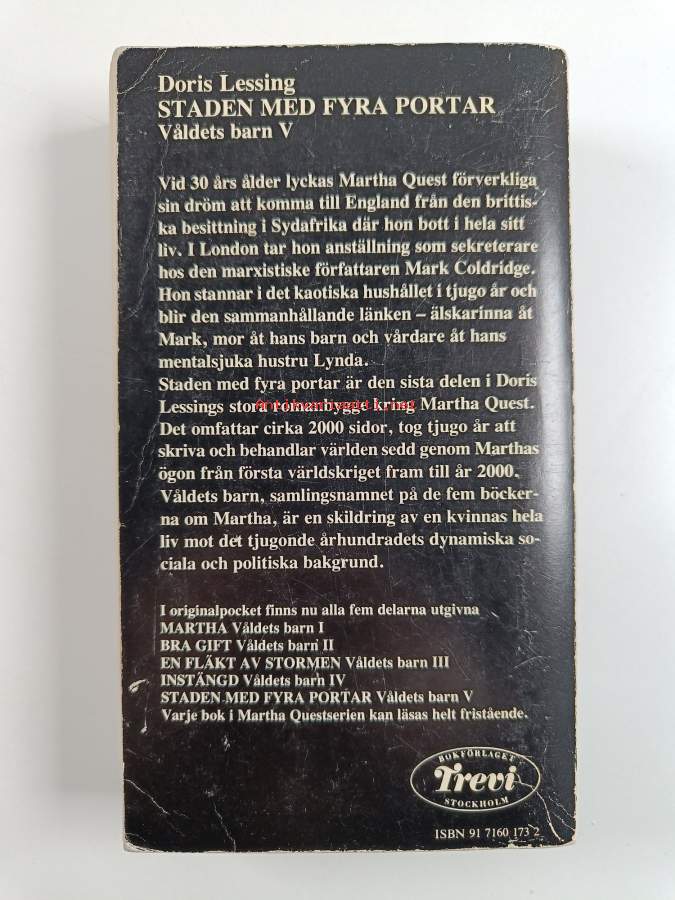 Doris Lessing
STADEN MED FYRA PORTAR
Våldets barn V
Vid 30 års ålder lyckas Martha Quest förverkliga
sin dröm att komma till England från den brittis-
ka besittning i Sydafrika där hon bott i hela sitt
liv. I London tar hon anställning som sekreterare
hos den marxistiske författaren Mark Coldridge.
Hon stannar i det kaotiska hushållet i tjugo år och
blir den sammanhållande länken – älskarinna åt
Mark, mor åt hans barn och vårdare åt hans
mentalsjuka hustru Lynda.
Staden med fyra portar är den sista delen i Doris
Lessings stora romanbygge kring Martha Quest.
Det omfattar cirka 2000 sidor, tog tjugo år att
skriva och behandlar världen sedd genom Marthas
ögon från första världskriget fram till år 2000.
Våldets barn, samlingsnamnet på de fem böcker-
na om Martha, är en skildring av en kvinnas hela
liv mot det tjugonde århundradets dynamiska so-
ciala och politiska bakgrund.
I originalpocket finns nu alla fem delarna utgivna
MARTHA Våldets barn I
BRA GIFT Våldets barn II
EN FLÄKT AV STORMEN Våldets barn III
INSTÄNGD Våldets barn IV
STADEN MED FYRA PORTAR Våldets barn V
Varje bok i Martha Questserien kan läsas helt fristående.
BOKFÖRLAGET
Trevi
STOCKHOLM
ISBN 91 7160 173 2